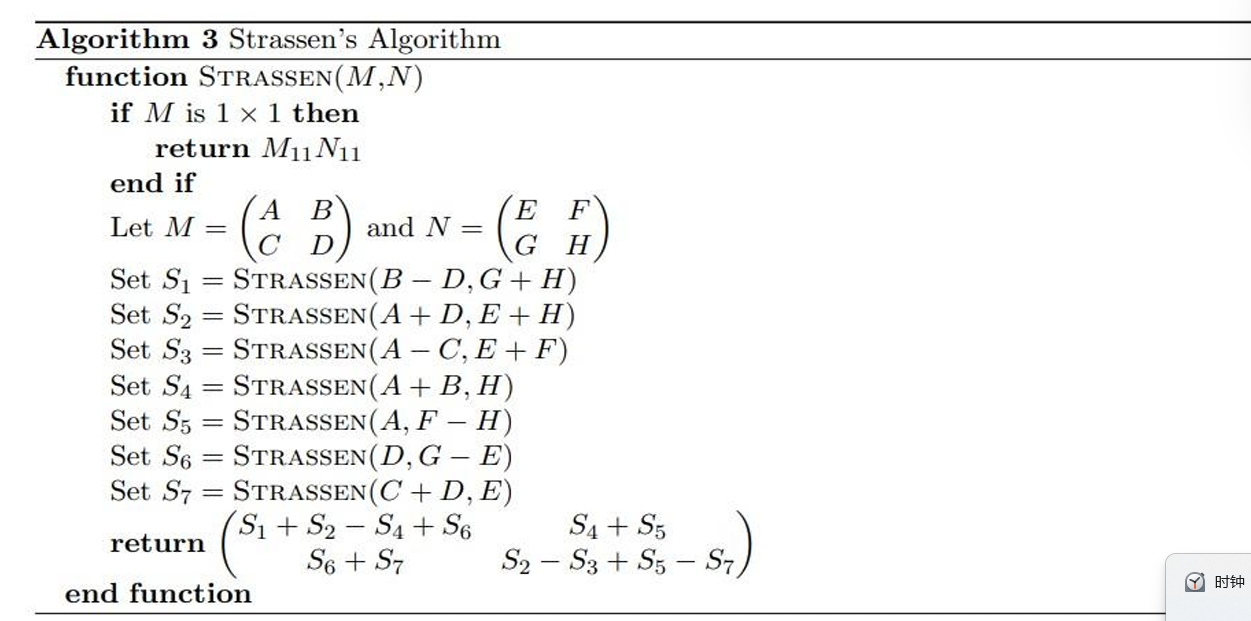 Algorithm 3 Strassen's Algorithm
function STRASSEN(M,N)
if M is 1 × 1 then
return M₁₁N₁₁
end if
Let M = (A B; C D) and N = (E F; G H)
Set S₁ = STRASSEN(B − D, G + H)
Set S₂ = STRASSEN(A + D, E + H)
Set S₃ = STRASSEN(A − C, E + F)
Set S₄ = STRASSEN(A + B, H)
Set S₅ = STRASSEN(A, F − H)
Set S₆ = STRASSEN(D, G − E)
Set S₇ = STRASSEN(C + D, E)
return (S₁ + S₂ − S₄ + S₆ S₄ + S₅; S₆ + S₇ S₂ − S₃ + S₅ − S₇)
end function
时钟